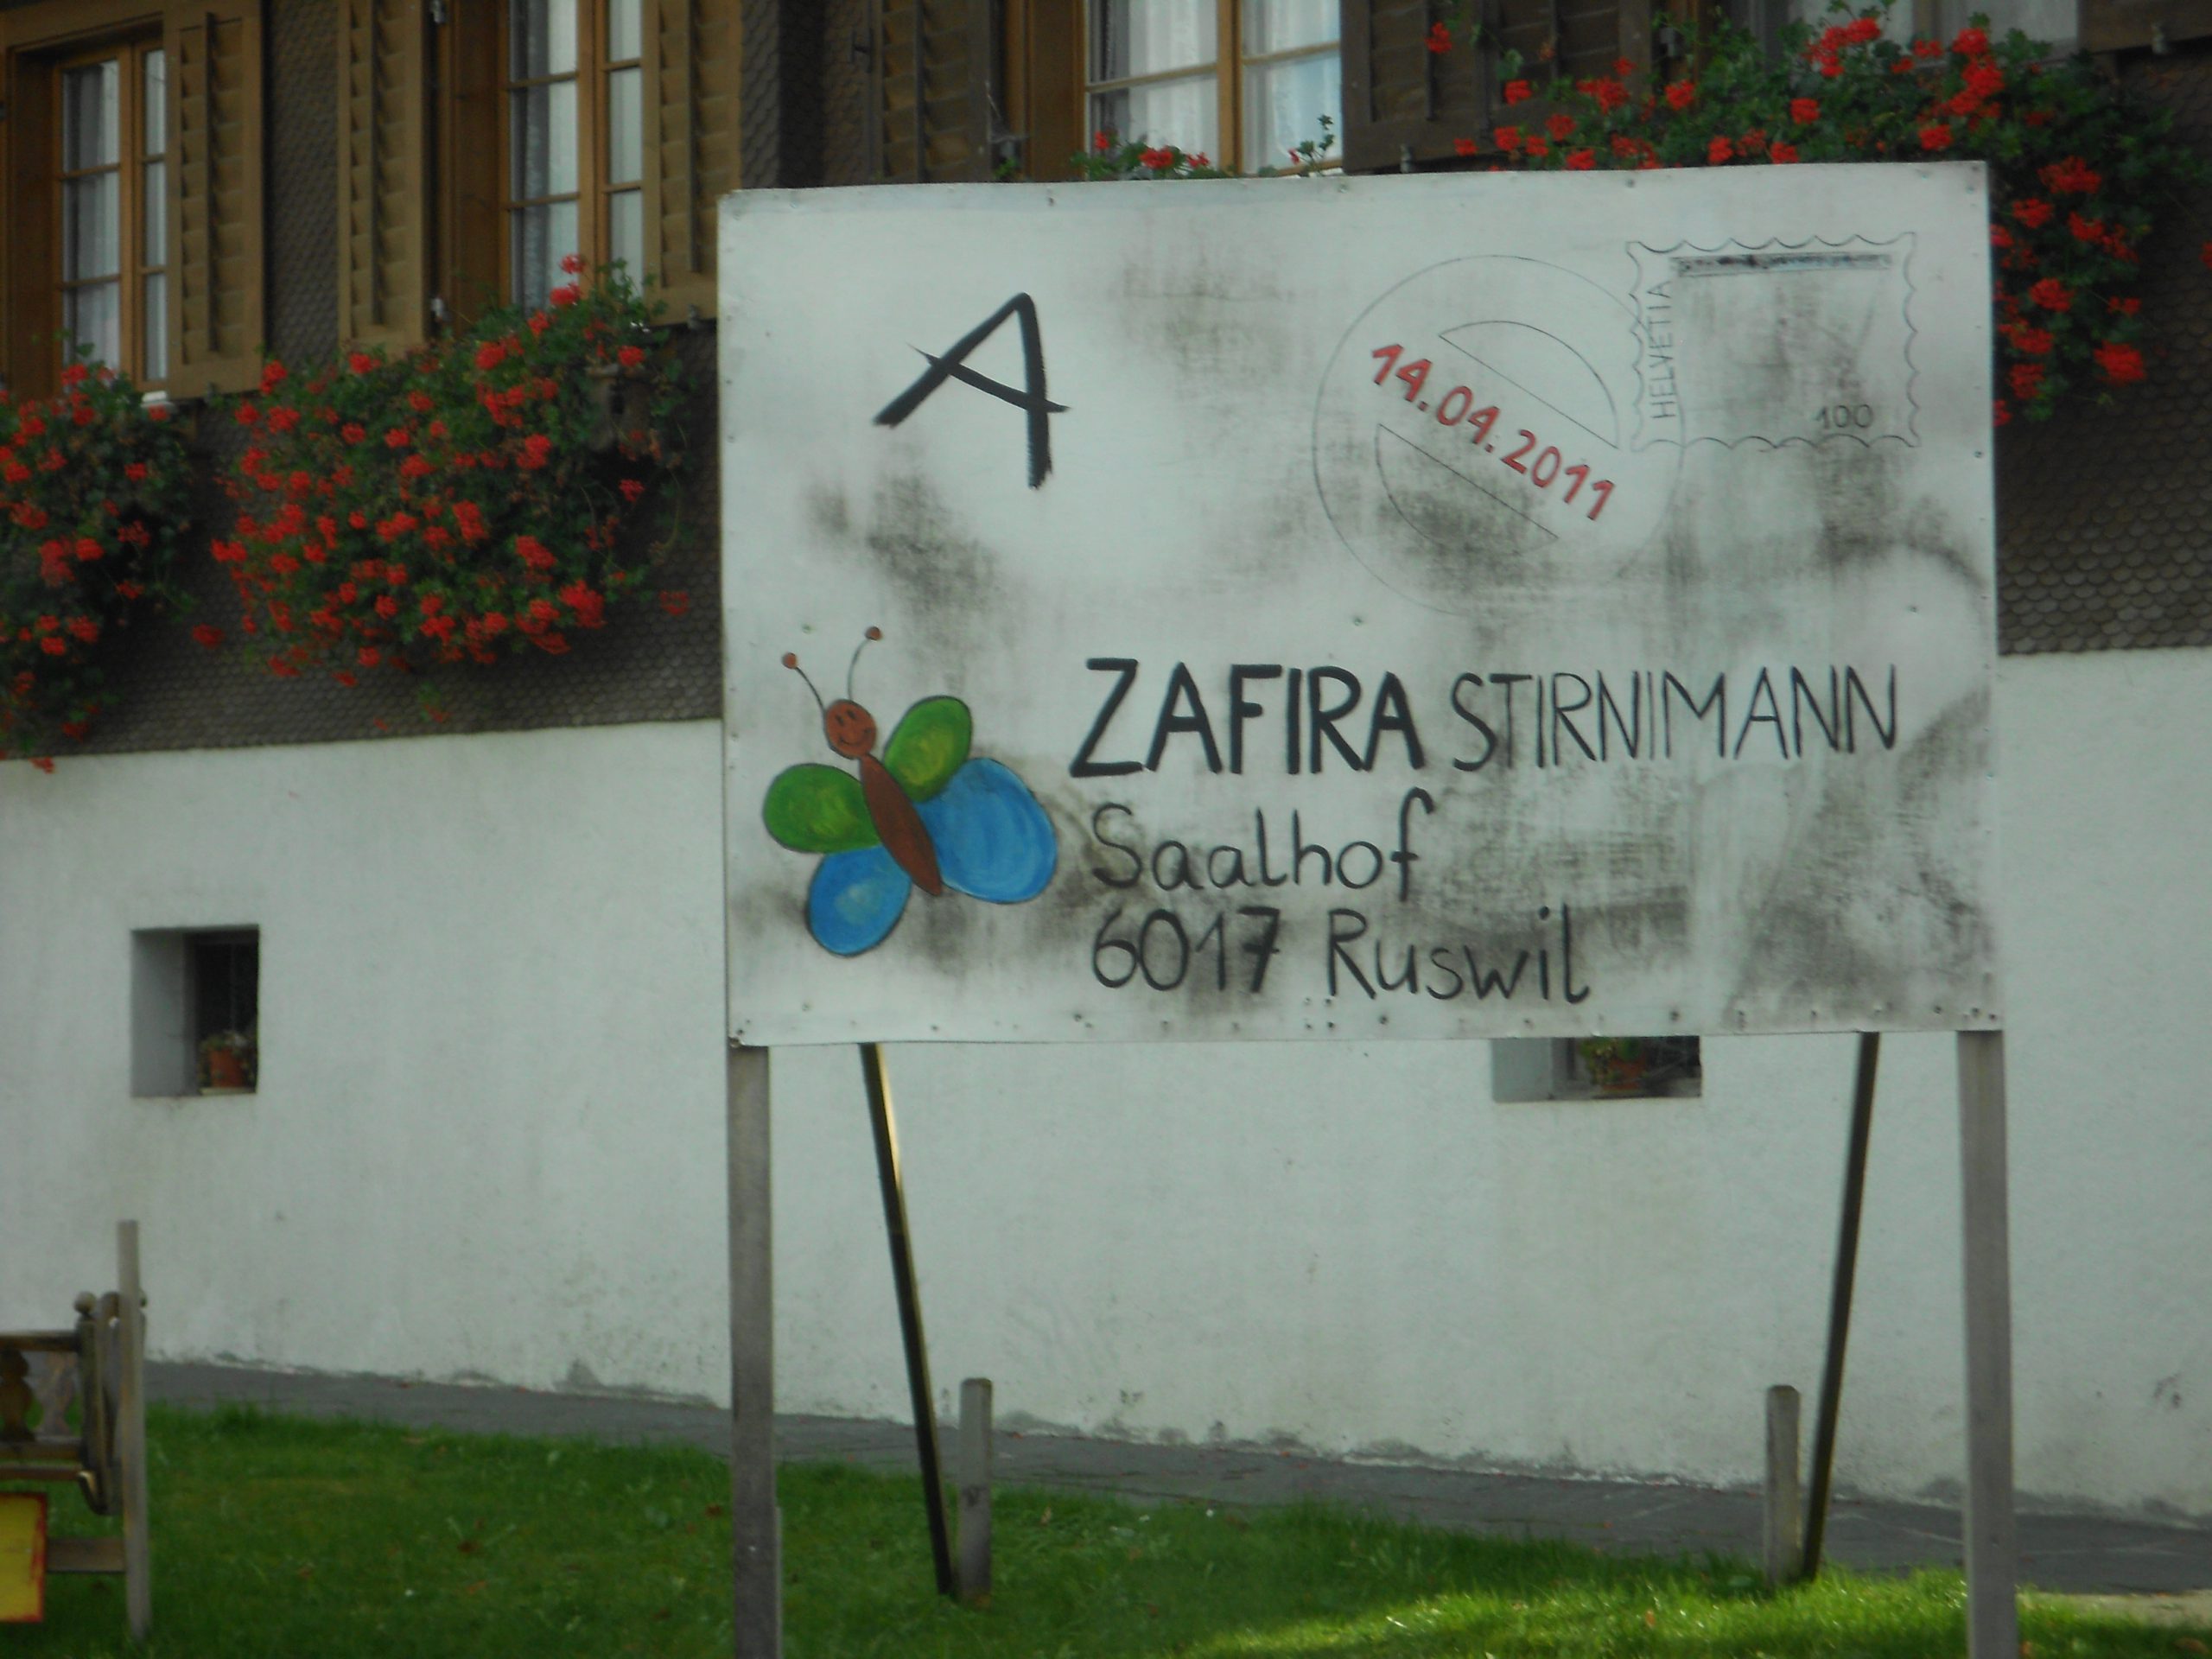 A
14.04.2011
HELVETIA
100
ZAFIRA STIRNIMANN
Saalhof
6017 Ruswil